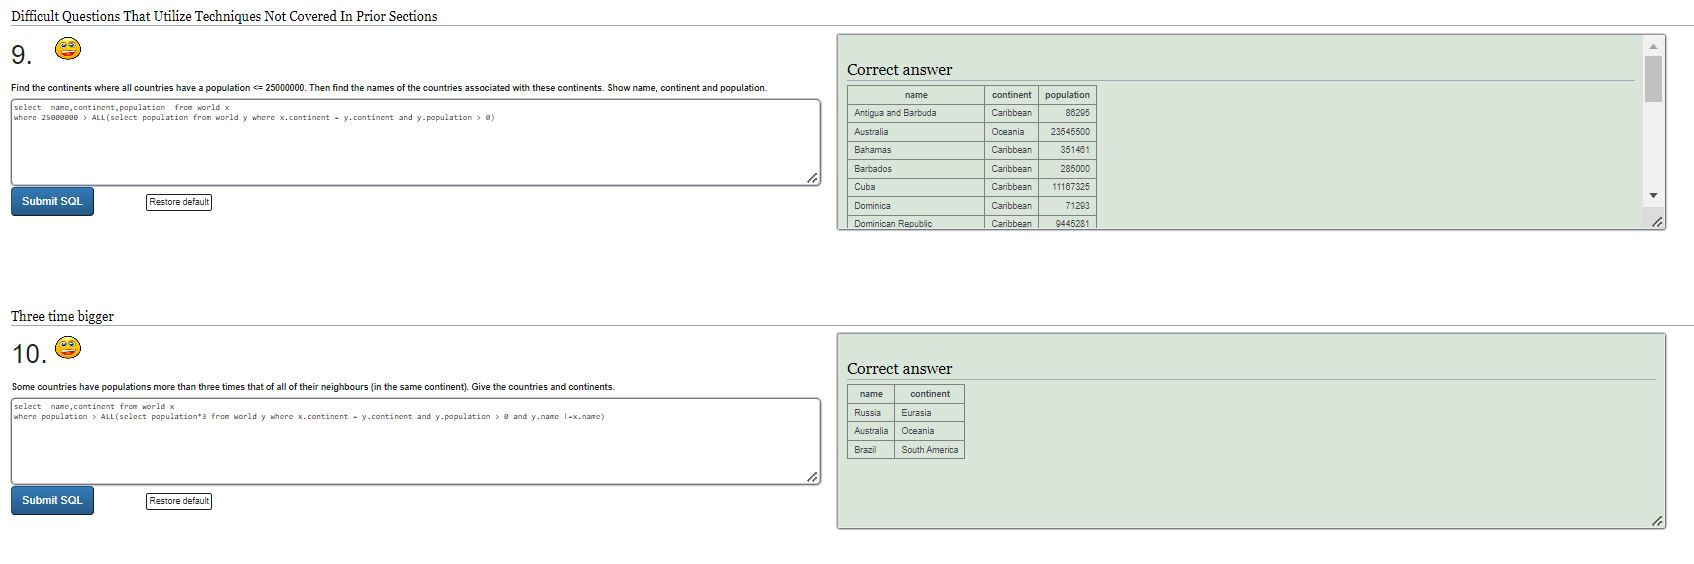 Difficult Questions That Utilize Techniques Not Covered In Prior Sections
9.
Find the continents where all countries have a population <= 25000000. Then find the names of the countries associated with these continents. Show name, continent and population.
select  name,continent,population  from world x
where 25000000 > ALL(select population from world y where x.continent = y.continent and y.population > 0)
Submit SQL
Restore default
Correct answer
name continent population
Antigua and Barbuda Caribbean 86295
Australia Oceania 23545500
Bahamas Caribbean 351461
Barbados Caribbean 285000
Cuba Caribbean 11167325
Dominica Caribbean 71293
Dominican Republic Caribbean 9445281
Three time bigger
10.
Some countries have populations more than three times that of all of their neighbours (in the same continent). Give the countries and continents.
select  name,continent from world x
where population > ALL(select population*3 from world y where x.continent = y.continent and y.population > 0 and y.name !=x.name)
Submit SQL
Restore default
Correct answer
name continent
Russia Eurasia
Australia Oceania
Brazil South America